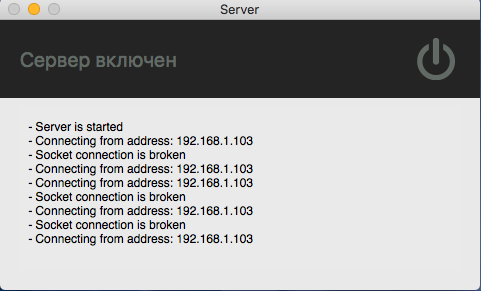 Server
Сервер включен
- Server is started
- Connecting from address: 192.168.1.103
- Socket connection is broken
- Connecting from address: 192.168.1.103
- Connecting from address: 192.168.1.103
- Socket connection is broken
- Connecting from address: 192.168.1.103
- Socket connection is broken
- Connecting from address: 192.168.1.103